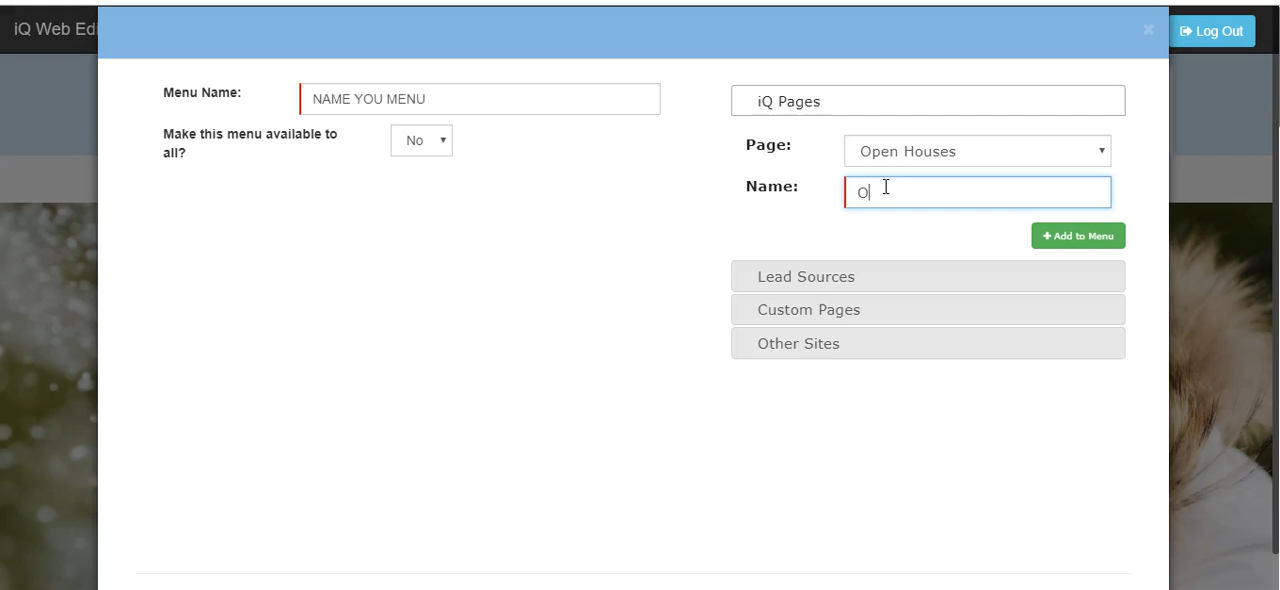 iQ Web Edi
×
Log Out
Menu Name:
NAME YOU MENU
Make this menu available to
all?
No
iQ Pages
Page:
Open Houses
Name:
O
+ Add to Menu
Lead Sources
Custom Pages
Other Sites